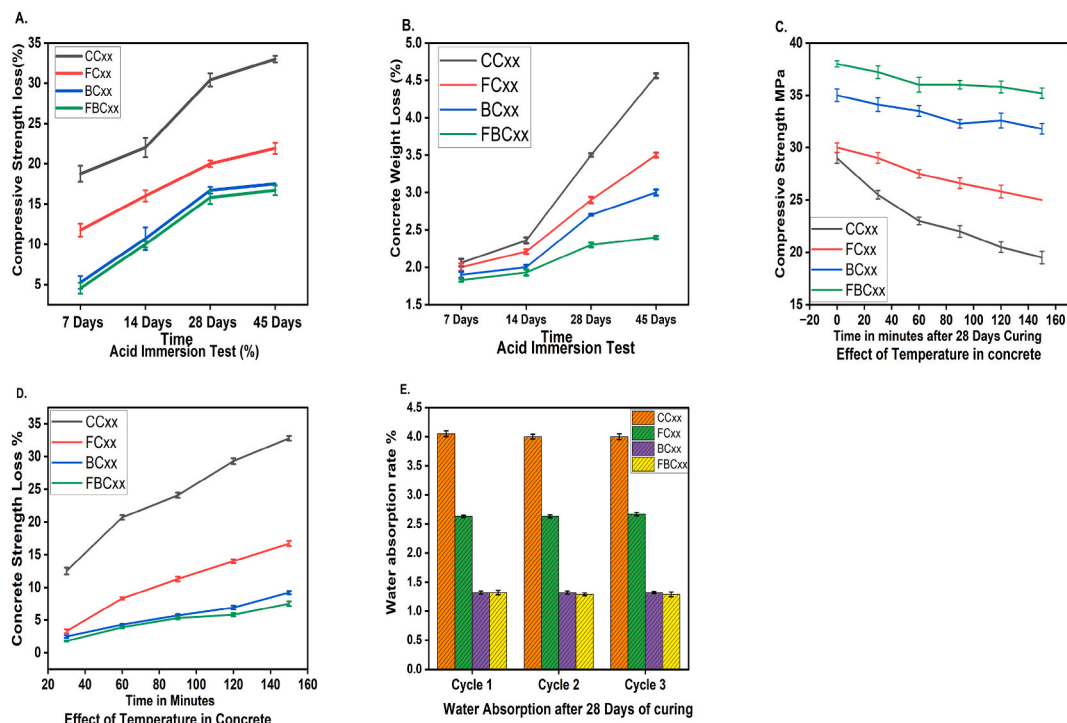 A.
Compressive Strength loss(%)
35
30
25
20
15
10
5
CCxx
FCxx
BCxx
FBCxx
7 Days 14 Days 28 Days 45 Days
Time
Acid Immersion Test (%)
B.
Concrete Weight Loss (%)
5.0
4.5
4.0
3.5
3.0
2.5
2.0
1.5
CCxx
FCxx
BCxx
FBCxx
7 Days 14 Days 28 Days 45 Days
Time
Acid Immersion Test
C.
Compressive Strength MPa
40
35
30
25
20
15
CCxx
FCxx
BCxx
FBCxx
−20 0 20 40 60 80 100 120 140 160
Time in minutes after 28 Days Curing
Effect of Temperature in concrete
D.
Concrete Strength Loss %
35
30
25
20
15
10
5
0
CCxx
FCxx
BCxx
FBCxx
20 40 60 80 100 120 140 160
Time in Minutes
Effect of Temperature in Concrete
E.
Water absorption rate %
4.5
4.0
3.5
3.0
2.5
2.0
1.5
1.0
0.5
0.0
CCxx
FCxx
BCxx
FBCxx
Cycle 1 Cycle 2 Cycle 3
Water Absorption after 28 Days of curing